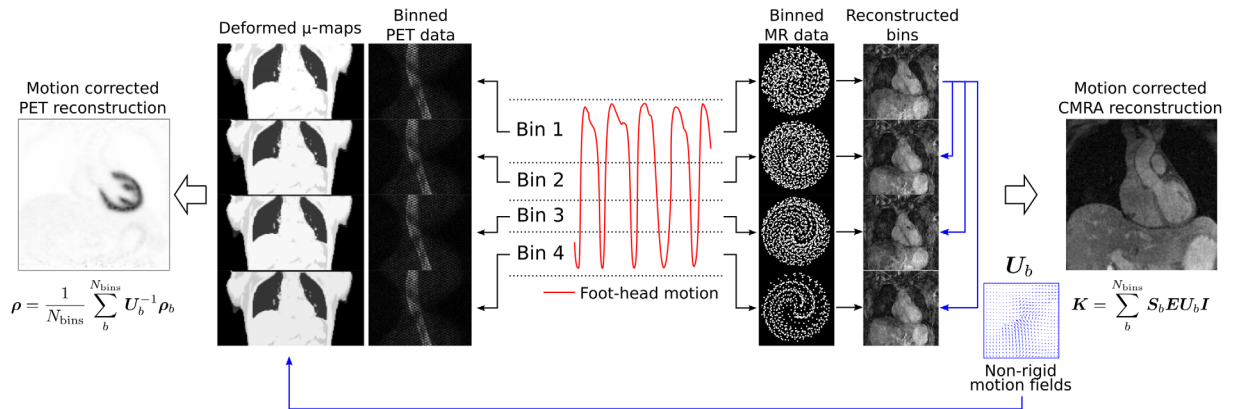 Deformed μ-maps
Binned
PET data
Binned
MR data
Reconstructed
bins
Motion corrected
PET reconstruction
Bin 1
Bin 2
Bin 3
Bin 4
Foot-head motion
Motion corrected
CMRA reconstruction
ρ = 1/N_bins ∑_b^{N_bins} U_b^{-1} ρ_b
U_b
K = ∑_b^{N_bins} S_b E U_b I
Non-rigid
motion fields